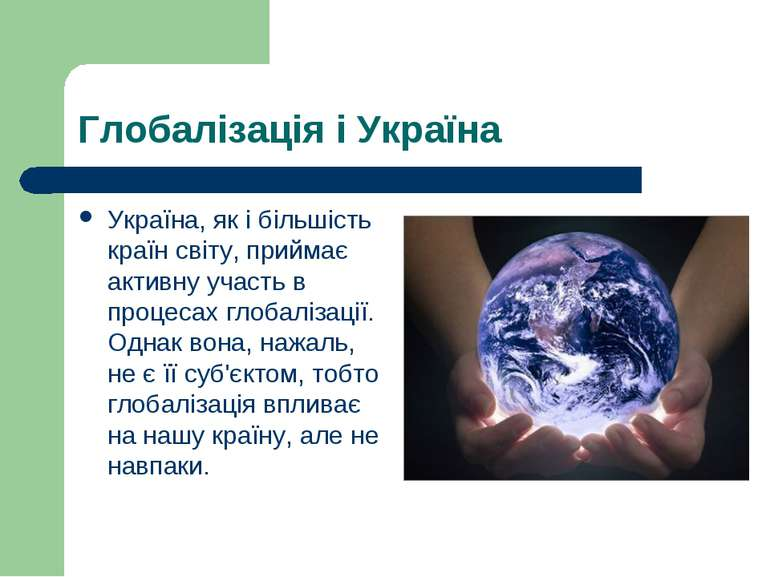 Глобалізація і Україна
Україна, як і більшість
країн світу, приймає
активну участь в
процесах глобалізації.
Однак вона, нажаль,
не є її суб'єктом, тобто
глобалізація впливає
на нашу країну, але не
навпаки.